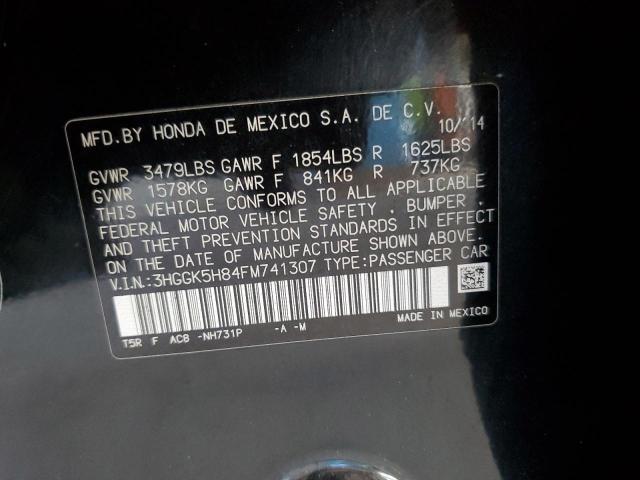 MFD. BY HONDA DE MEXICO S.A. DE C.V.
10/14
GVWR 3479LBS GAWR F 1854LBS R 1625LBS
GVWR 1578KG GAWR F 841KG R 737KG
THIS VEHICLE CONFORMS TO ALL APPLICABLE
FEDERAL MOTOR VEHICLE SAFETY , BUMPER ,
AND THEFT PREVENTION STANDARDS IN EFFECT
ON THE DATE OF MANUFACTURE SHOWN ABOVE.
V.I.N.: 3HGGK5H84FM741307 TYPE: PASSENGER CAR
T5R F ACB -NH731P -A -M MADE IN MEXICO